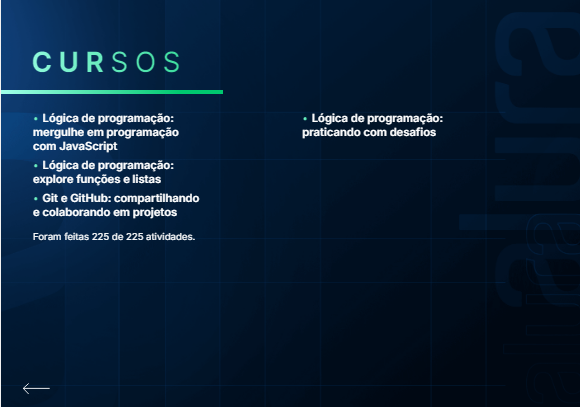 CURSOS
• Lógica de programação:
mergulhe em programação
com JavaScript
• Lógica de programação:
explore funções e listas
• Git e GitHub: compartilhando
e colaborando em projetos
Foram feitas 225 de 225 atividades.
• Lógica de programação:
praticando com desafios
alura